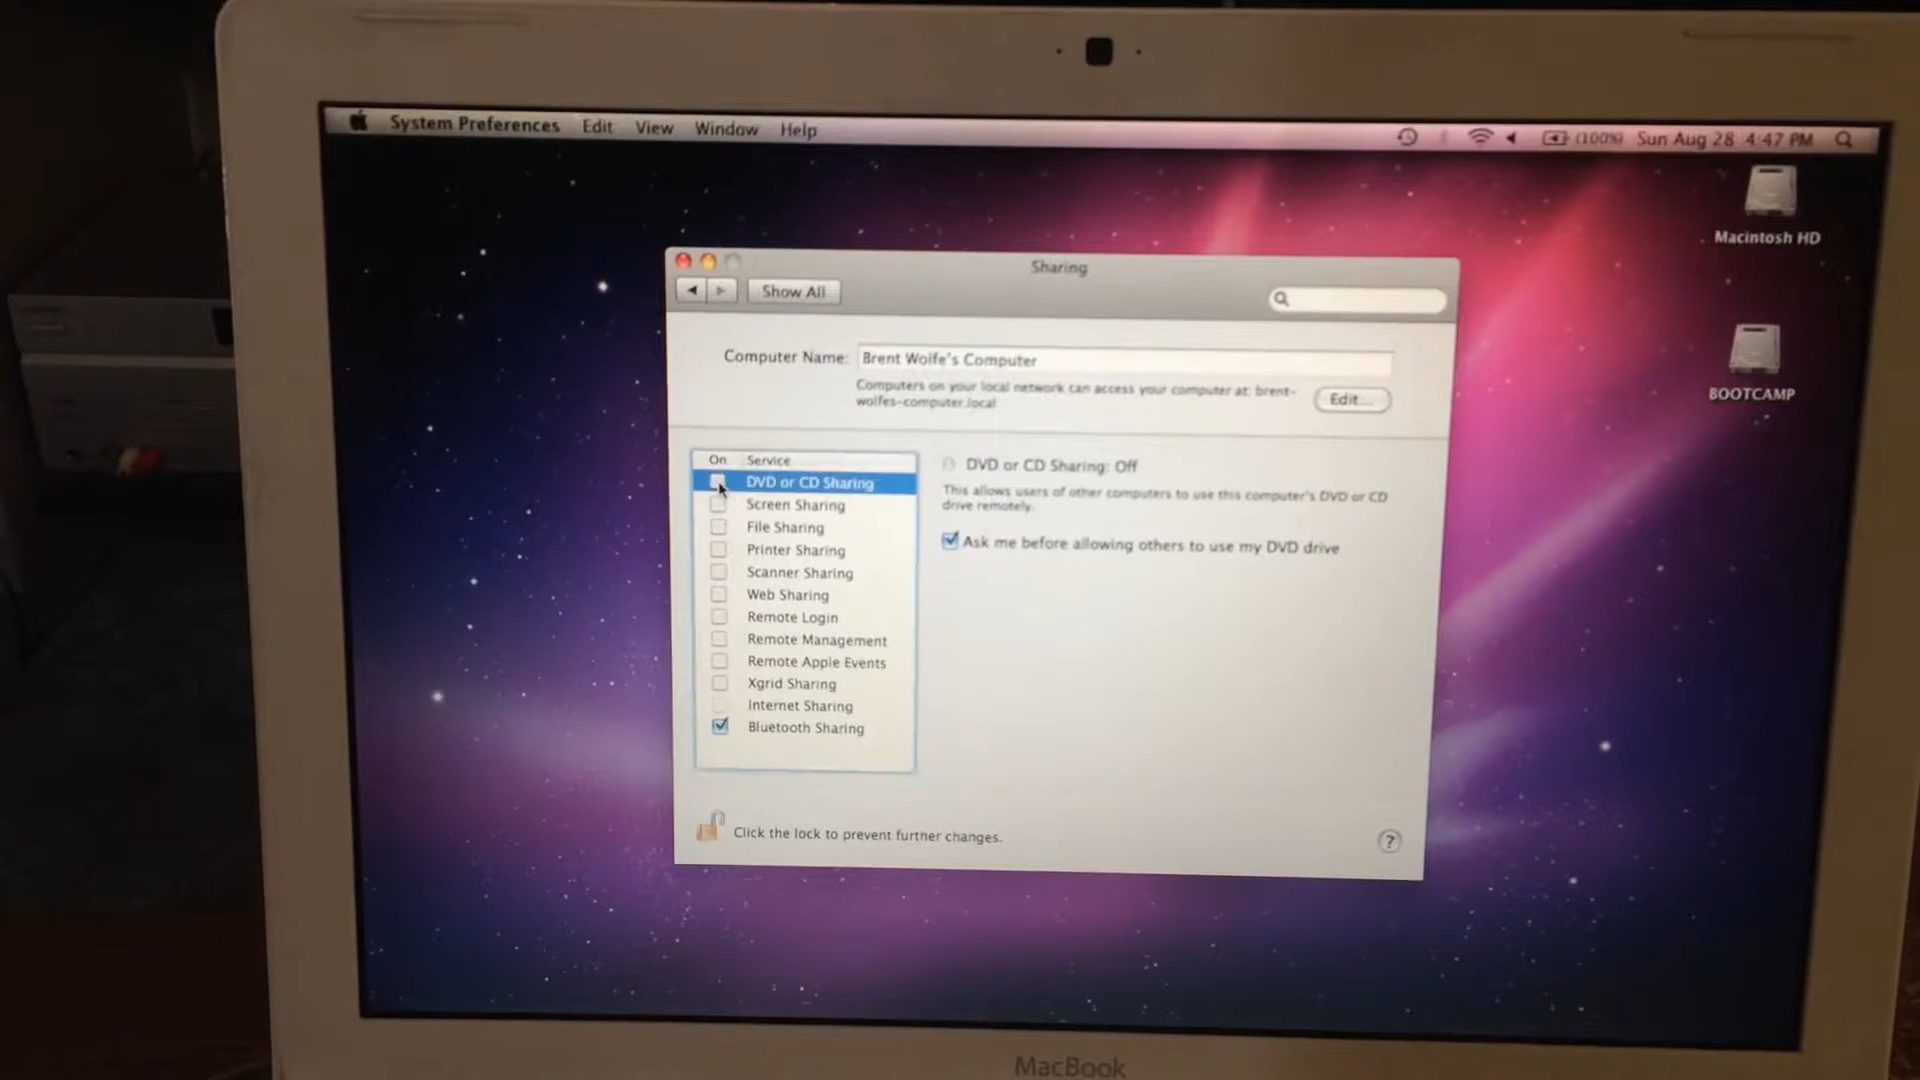 System Preferences Edit View Window Help (100%) Sun Aug 28 4:47 PM
Macintosh HD
BOOTCAMP
Sharing
Show All
Computer Name: Brent Wolfe's Computer
Computers on your local network can access your computer at: brent-
wolfes-computer.local
Edit...
On Service
DVD or CD Sharing
Screen Sharing
File Sharing
Printer Sharing
Scanner Sharing
Web Sharing
Remote Login
Remote Management
Remote Apple Events
Xgrid Sharing
Internet Sharing
Bluetooth Sharing
DVD or CD Sharing: Off
This allows users of other computers to use this computer's DVD or CD
drive remotely.
Ask me before allowing others to use my DVD drive
Click the lock to prevent further changes.
?
MacBook